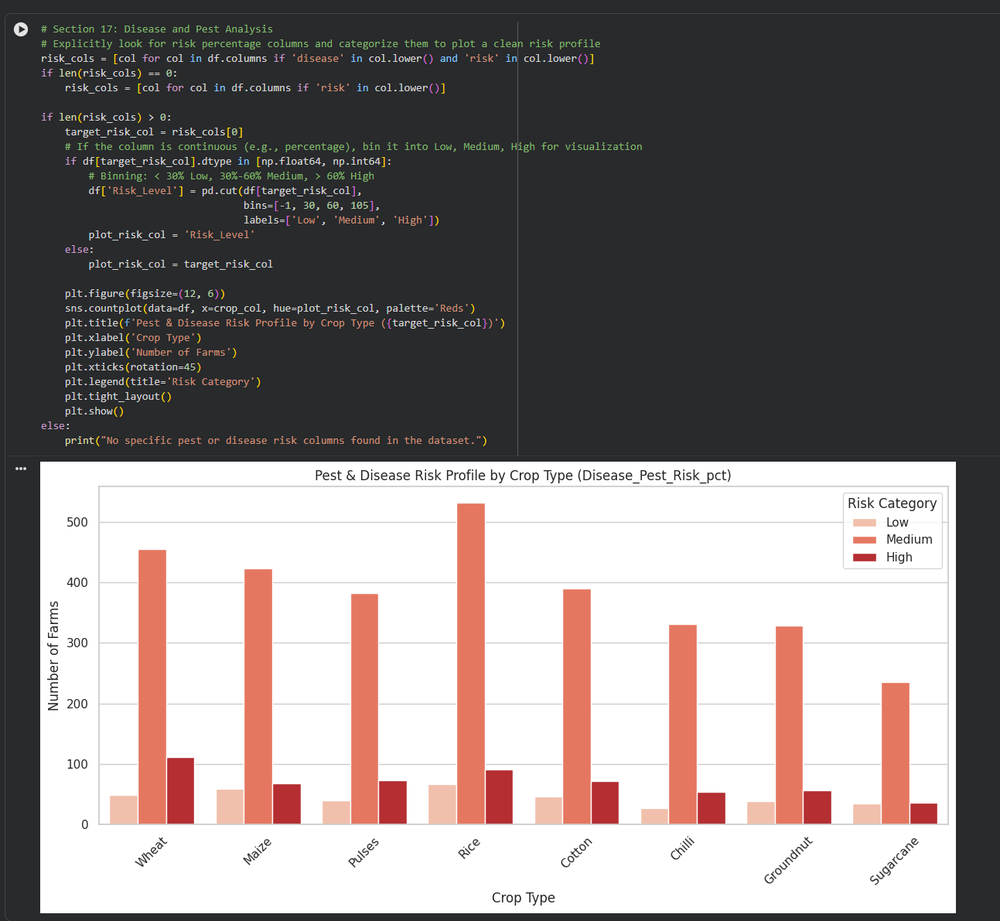 # Section 17: Disease and Pest Analysis
# Explicitly look for risk percentage columns and categorize them to plot a clean risk profile
risk_cols = [col for col in df.columns if 'disease' in col.lower() and 'risk' in col.lower()]
if len(risk_cols) == 0:
    risk_cols = [col for col in df.columns if 'risk' in col.lower()]

if len(risk_cols) > 0:
    target_risk_col = risk_cols[0]
    # If the column is continuous (e.g., percentage), bin it into Low, Medium, High for visualization
    if df[target_risk_col].dtype in [np.float64, np.int64]:
        # Binning: < 30% Low, 30%-60% Medium, > 60% High
        df['Risk_Level'] = pd.cut(df[target_risk_col],
                                  bins=[-1, 30, 60, 105],
                                  labels=['Low', 'Medium', 'High'])
        plot_risk_col = 'Risk_Level'
    else:
        plot_risk_col = target_risk_col

    plt.figure(figsize=(12, 6))
    sns.countplot(data=df, x=crop_col, hue=plot_risk_col, palette='Reds')
    plt.title(f'Pest & Disease Risk Profile by Crop Type ({target_risk_col})')
    plt.xlabel('Crop Type')
    plt.ylabel('Number of Farms')
    plt.xticks(rotation=45)
    plt.legend(title='Risk Category')
    plt.tight_layout()
    plt.show()
else:
    print("No specific pest or disease risk columns found in the dataset.")
Pest & Disease Risk Profile by Crop Type (Disease_Pest_Risk_pct)
Risk Category
Low
Medium
High
Number of Farms
500
400
300
200
100
0
Wheat
Maize
Pulses
Rice
Cotton
Chilli
Groundnut
Sugarcane
Crop Type